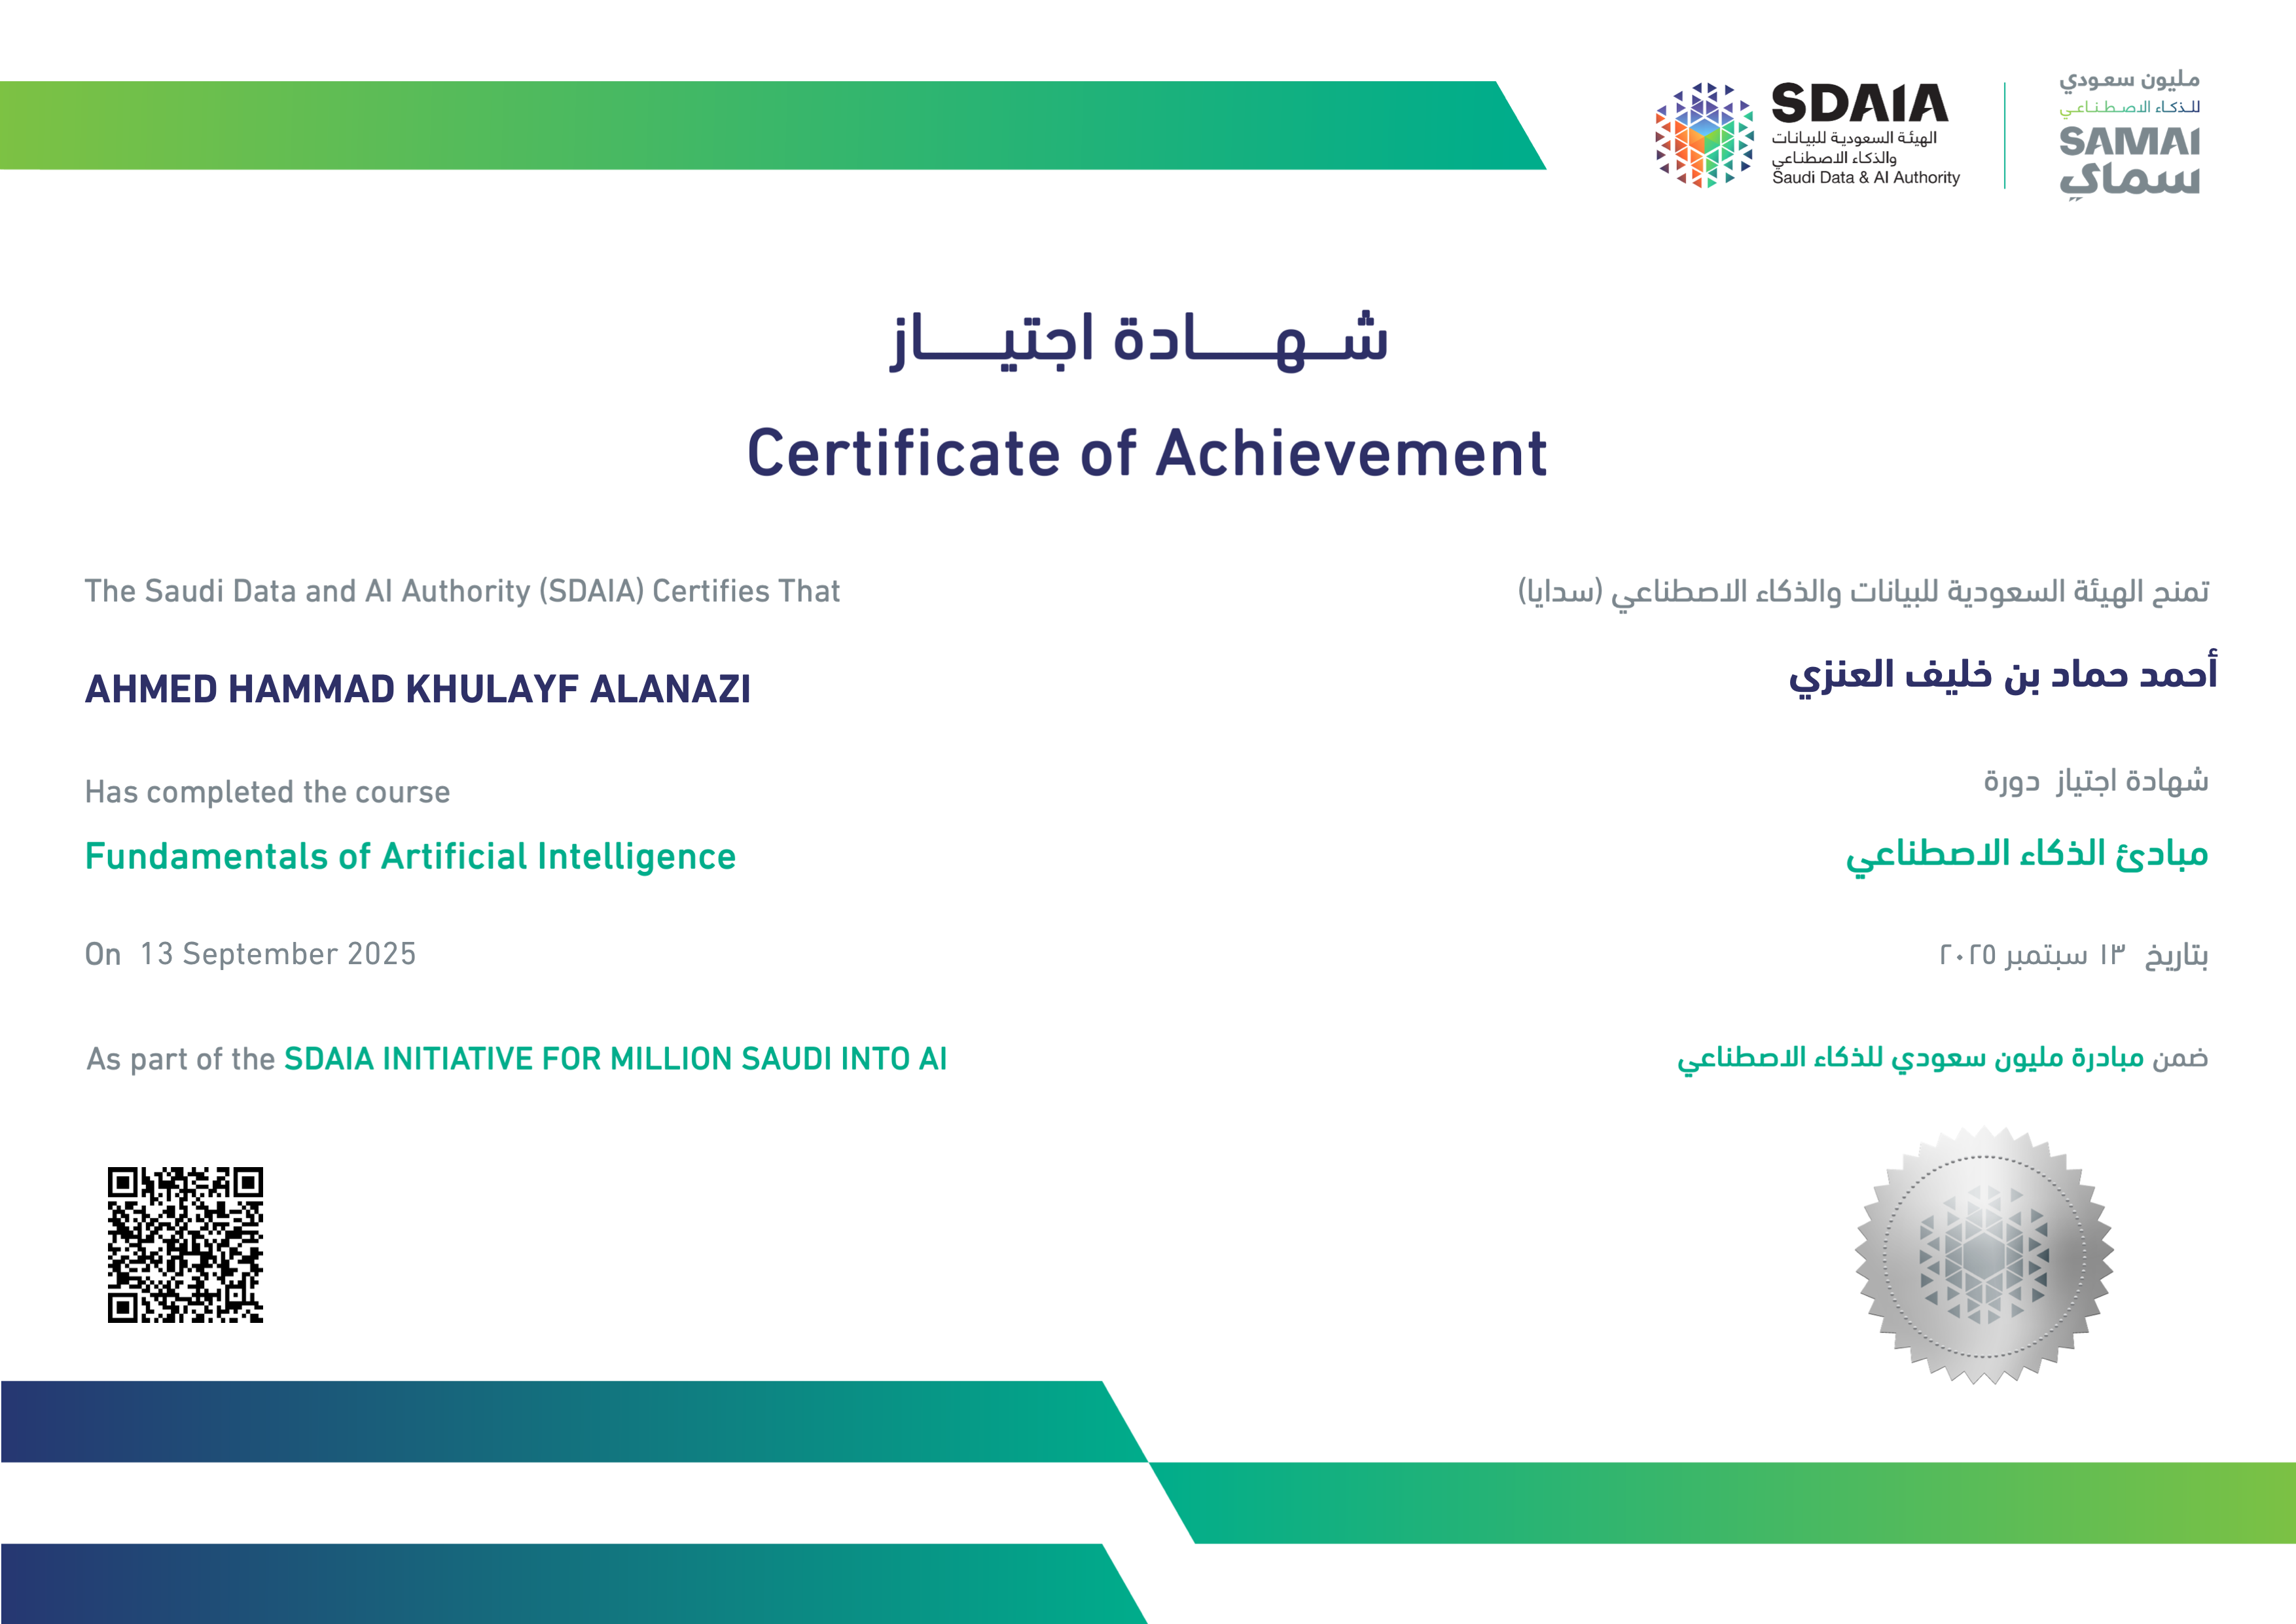 SDAIA
الهيئة السعودية للبيانات
والذكاء الاصطناعي
Saudi Data & AI Authority
مليون سعودي
للذكاء الاصطناعي
SAMAI
سماي
شهادة اجتياز
Certificate of Achievement
تمنح الهيئة السعودية للبيانات والذكاء الاصطناعي (سدايا)
أحمد حماد بن خليف العنزي
شهادة اجتياز دورة
مبادئ الذكاء الاصطناعي
بتاريخ ١٣ سبتمبر ٢٠٢٥
ضمن مبادرة مليون سعودي للذكاء الاصطناعي
The Saudi Data and AI Authority (SDAIA) Certifies That
AHMED HAMMAD KHULAYF ALANAZI
Has completed the course
Fundamentals of Artificial Intelligence
On 13 September 2025
As part of the SDAIA INITIATIVE FOR MILLION SAUDI INTO AI